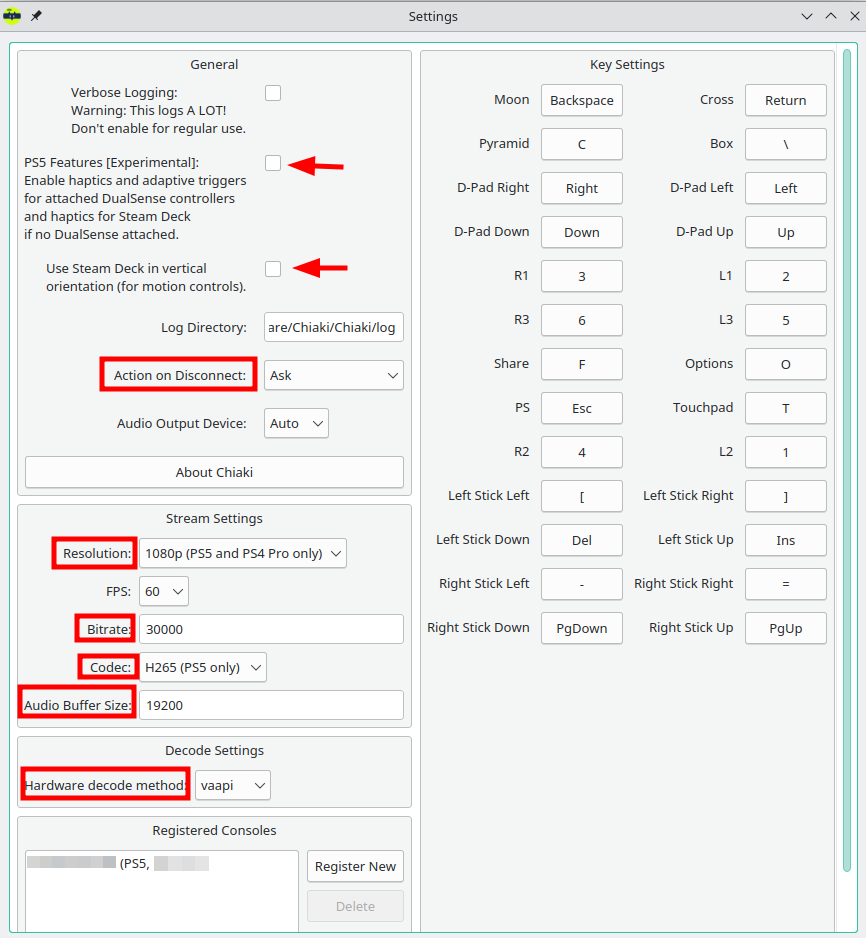 Settings
General
Verbose Logging:
Warning: This logs A LOT!
Don't enable for regular use.
PS5 Features [Experimental]:
Enable haptics and adaptive triggers
for attached DualSense controllers
and haptics for Steam Deck
if no DualSense attached.
Use Steam Deck in vertical
orientation (for motion controls).
Log Directory: are/Chiaki/Chiaki/log
Action on Disconnect: Ask
Audio Output Device: Auto
About Chiaki
Stream Settings
Resolution: 1080p (PS5 and PS4 Pro only)
FPS: 60
Bitrate: 30000
Codec: H265 (PS5 only)
Audio Buffer Size: 19200
Decode Settings
Hardware decode method: vaapi
Registered Consoles
(PS5,
Register New
Delete
Key Settings
Moon Backspace Cross Return
Pyramid C Box \
D-Pad Right Right D-Pad Left Left
D-Pad Down Down D-Pad Up Up
R1 3 L1 2
R3 6 L3 5
Share F Options O
PS Esc Touchpad T
R2 4 L2 1
Left Stick Left [ Left Stick Right ]
Left Stick Down Del Left Stick Up Ins
Right Stick Left - Right Stick Right =
Right Stick Down PgDown Right Stick Up PgUp